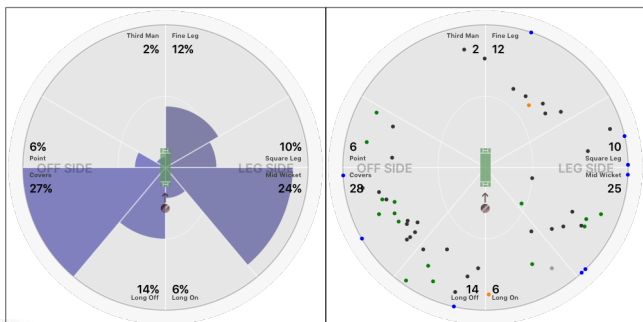 Third Man
2%
Fine Leg
12%
6%
Point
10%
Square Leg
OFF SIDE
LEG SIDE
Covers
27%
Mid Wicket
24%
14%
Long Off
6%
Long On
Third Man
2
Fine Leg
12
6
Point
10
Square Leg
OFF SIDE
LEG SIDE
Covers
28
Mid Wicket
25
14
Long Off
6
Long On